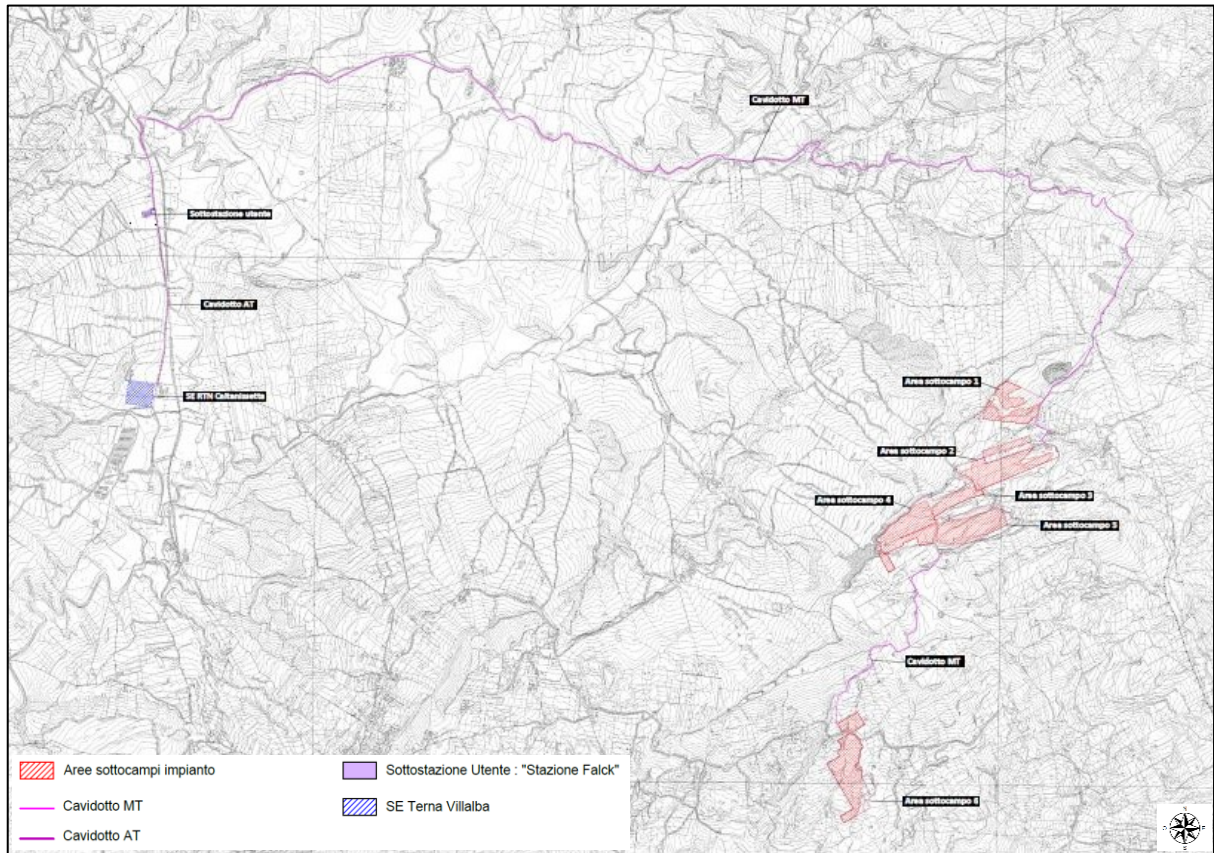 Cavidotto MT
Sottostazione utente
Cavidotto AT
Area sottocampo 1
SE RTN Caltanissetta
Area sottocampo 2
Area sottocampo 3
Area sottocampo 4
Area sottocampo 5
Cavidotto MT
Area sottocampo 6
Aree sottocampi impianto
Sottostazione Utente : "Stazione Falck"
Cavidotto MT
SE Terna Villalba
Cavidotto AT